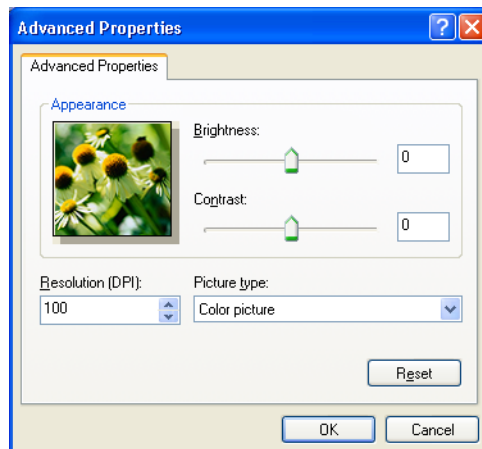 Advanced Properties
Advanced Properties
Appearance
Brightness:
0
Contrast:
0
Resolution (DPI):
Picture type:
100
Color picture
Reset
OK
Cancel